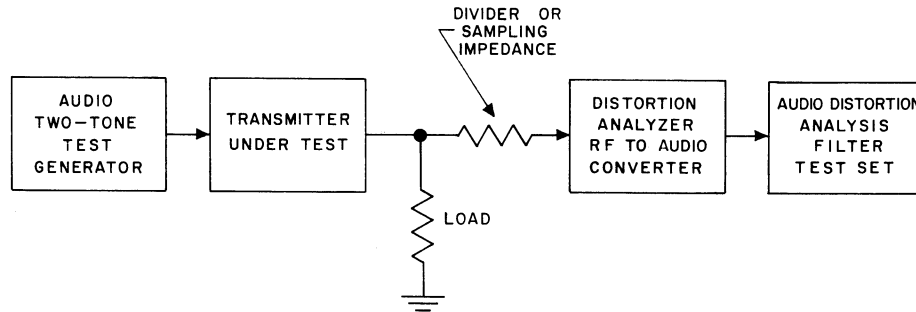 DIVIDER OR
SAMPLING
IMPEDANCE
AUDIO
TWO-TONE
TEST
GENERATOR
TRANSMITTER
UNDER TEST
DISTORTION
ANALYZER
RF TO AUDIO
CONVERTER
AUDIO DISTORTION
ANALYSIS
FILTER
TEST SET
LOAD